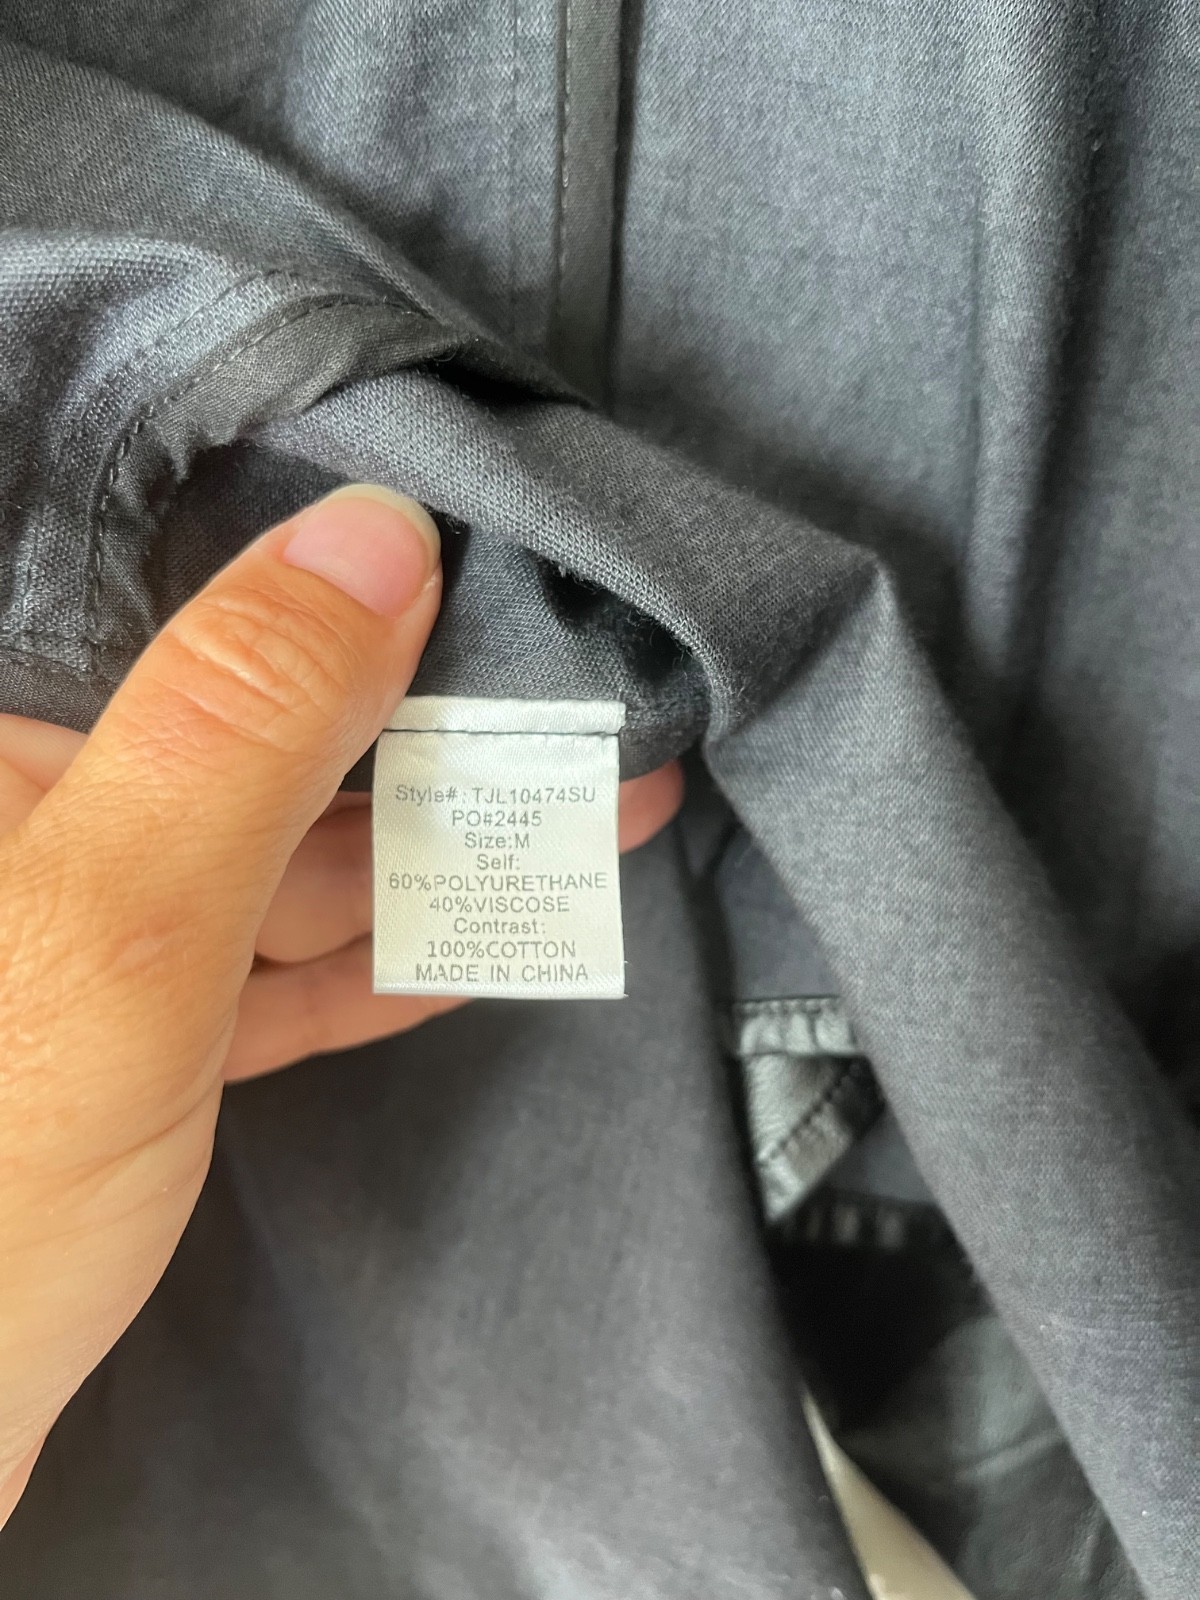 Style#: TJL10474SU
PO#2445
Size:M
Self:
60%POLYURETHANE
40%VISCOSE
Contrast:
100%COTTON
MADE IN CHINA